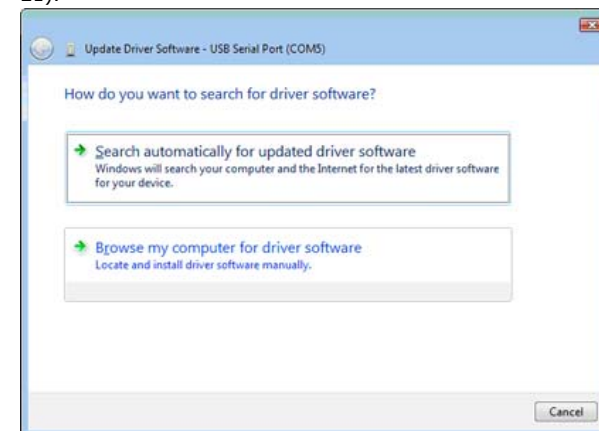 Update Driver Software - USB Serial Port (COM5)
How do you want to search for driver software?
Search automatically for updated driver software
Windows will search your computer and the Internet for the latest driver software
for your device.
Browse my computer for driver software
Locate and install driver software manually.
Cancel